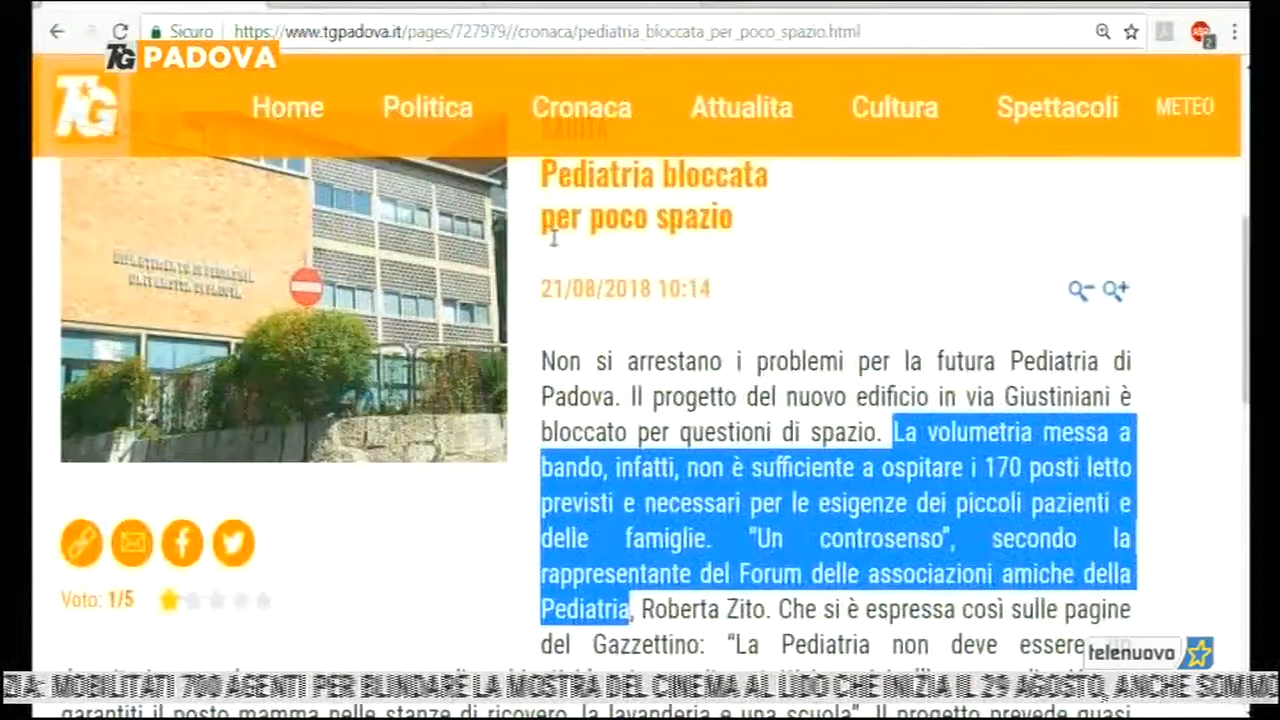 Sicuro https://www.tgpadova.it/pages/727979//cronaca/pediatria_bloccata_per_poco_spazio.html
TG PADOVA
TG Home Politica Cronaca Attualita Cultura Spettacoli METEO
SANITÀ
Pediatria bloccata
per poco spazio
21/08/2018 10:14
Non si arrestano i problemi per la futura Pediatria di
Padova. Il progetto del nuovo edificio in via Giustiniani è
bloccato per questioni di spazio. La volumetria messa a
bando, infatti, non è sufficiente a ospitare i 170 posti letto
previsti e necessari per le esigenze dei piccoli pazienti e
delle famiglie. "Un controsenso", secondo la
rappresentante del Forum delle associazioni amiche della
Pediatria, Roberta Zito. Che si è espressa così sulle pagine
del Gazzettino: "La Pediatria non deve essere un
Voto: 1/5
telenuovo
ZIA: MOBILITATI 700 AGENTI PER BLINDARE LA MOSTRA DEL CINEMA AL LIDO CHE INIZIA IL 29 AGOSTO, ANCHE SOMMO
garantiti il posto mamma nelle stanze di ricovero, la lavanderia e una scuola". Il progetto prevede quasi